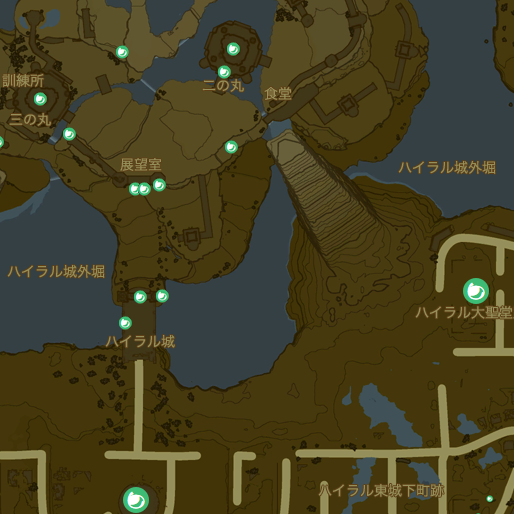 訓練所
二の丸
食堂
三の丸
展望室
ハイラル城外堀
ハイラル城外堀
ハイラル大聖堂
ハイラル城
ハイラル東城下町跡